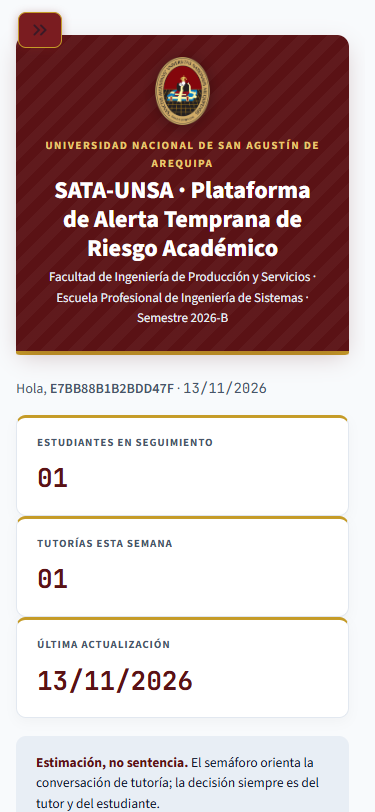 »
UNIVERSIDAD NACIONAL DE SAN AGUSTÍN DE
AREQUIPA
SATA-UNSA · Plataforma
de Alerta Temprana de
Riesgo Académico
Facultad de Ingeniería de Producción y Servicios ·
Escuela Profesional de Ingeniería de Sistemas ·
Semestre 2026-B
Hola, E7BB88B1B2BDD47F · 13/11/2026
ESTUDIANTES EN SEGUIMIENTO
01
TUTORÍAS ESTA SEMANA
01
ÚLTIMA ACTUALIZACIÓN
13/11/2026
Estimación, no sentencia. El semáforo orienta la
conversación de tutoría; la decisión siempre es del
tutor y del estudiante.